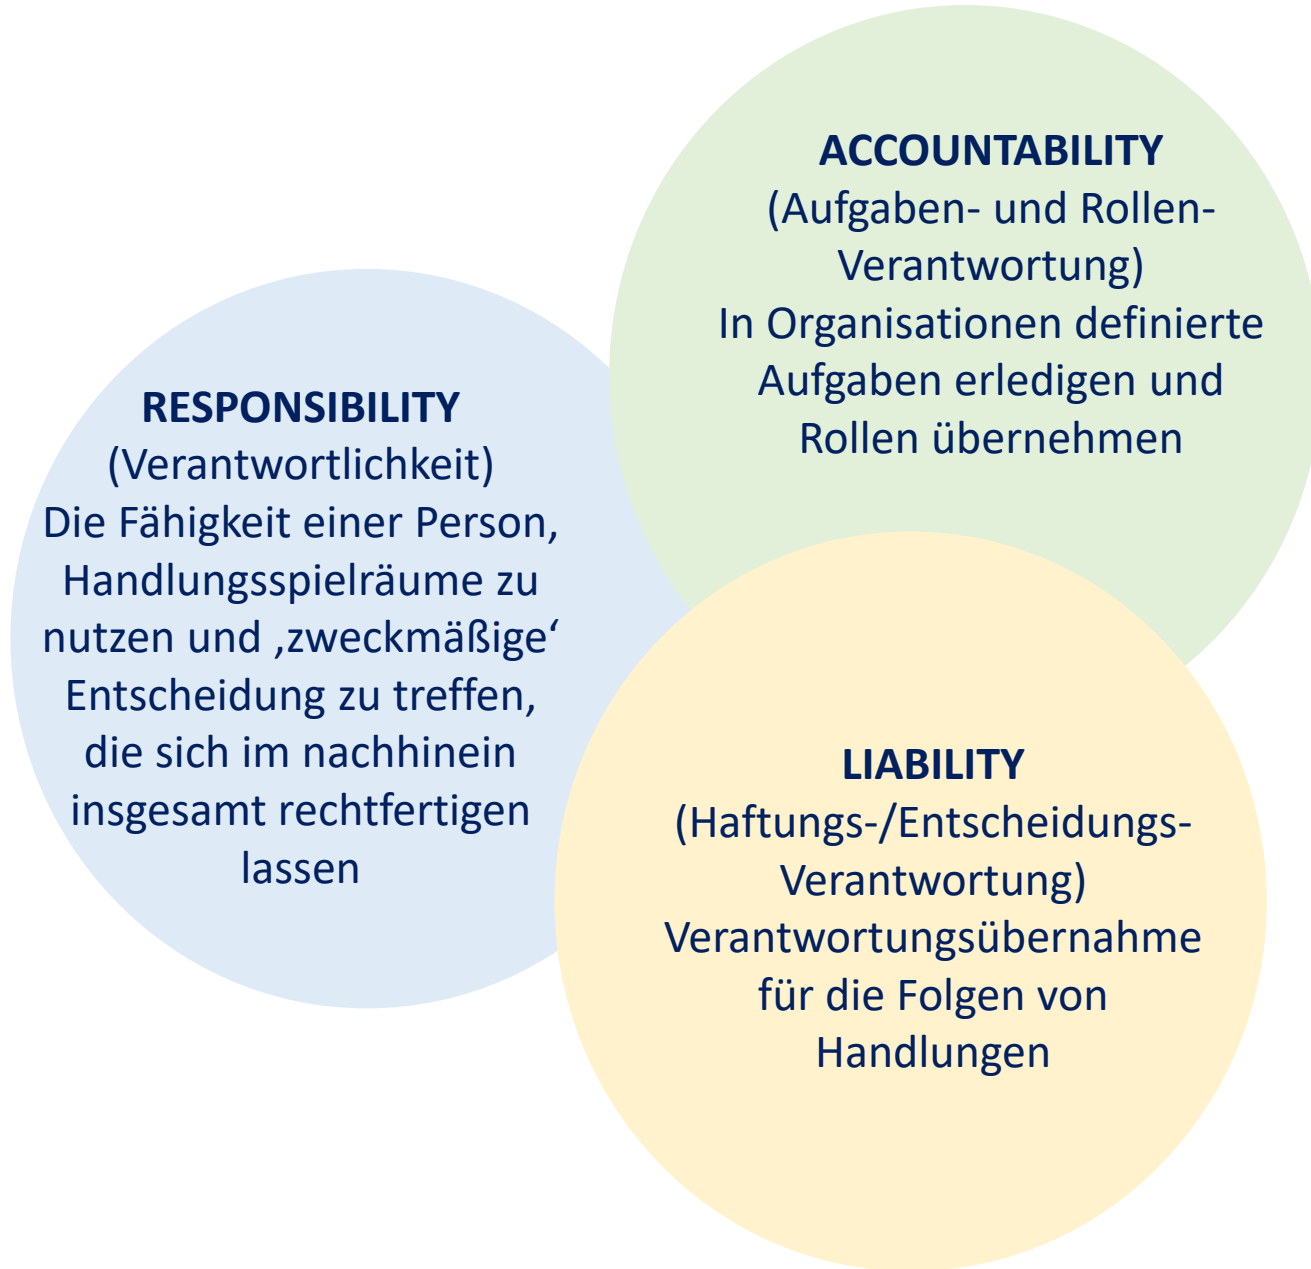 ACCOUNTABILITY
(Aufgaben- und Rollen-
Verantwortung)
In Organisationen definierte
Aufgaben erledigen und
Rollen übernehmen
RESPONSIBILITY
(Verantwortlichkeit)
Die Fähigkeit einer Person,
Handlungsspielräume zu
nutzen und ‚zweckmäßige‘
Entscheidung zu treffen,
die sich im nachhinein
insgesamt rechtfertigen
lassen
LIABILITY
(Haftungs-/Entscheidungs-
Verantwortung)
Verantwortungsübernahme
für die Folgen von
Handlungen